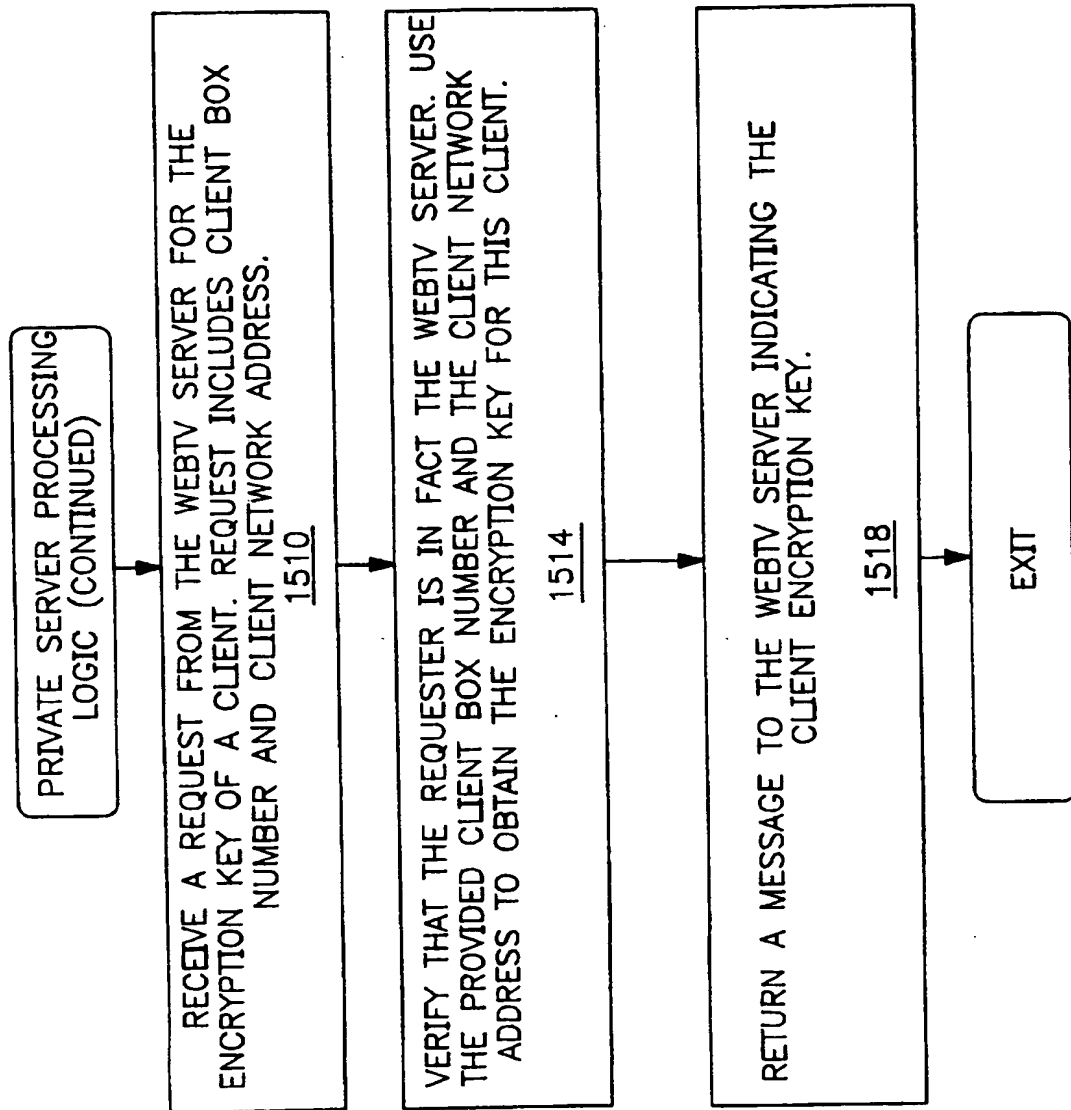 PRIVATE SERVER PROCESSING
LOGIC (CONTINUED)
RECEIVE A REQUEST FROM THE WEBTV SERVER FOR THE
ENCRYPTION KEY OF A CLIENT. REQUEST INCLUDES CLIENT BOX
NUMBER AND CLIENT NETWORK ADDRESS.
1510
VERIFY THAT THE REQUESTER IS IN FACT THE WEBTV SERVER. USE
THE PROVIDED CLIENT BOX NUMBER AND THE CLIENT NETWORK
ADDRESS TO OBTAIN THE ENCRYPTION KEY FOR THIS CLIENT.
1514
RETURN A MESSAGE TO THE WEBTV SERVER INDICATING THE
CLIENT ENCRYPTION KEY.
1518
EXIT